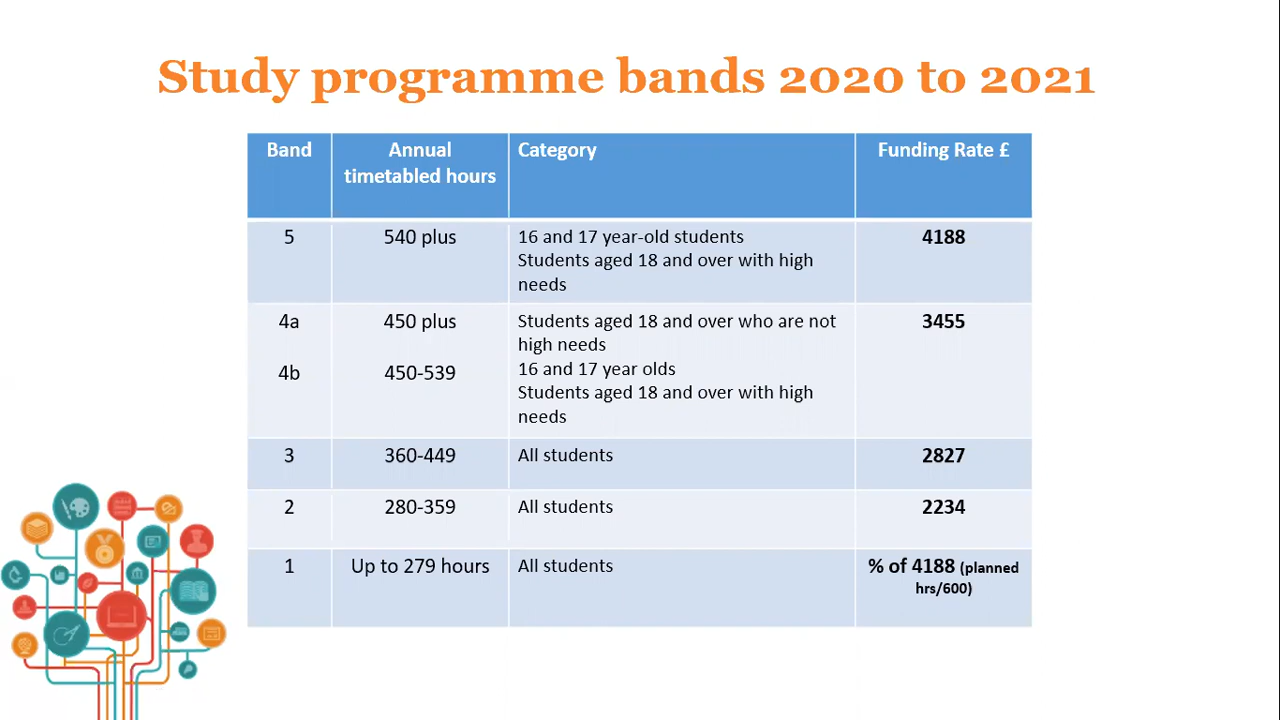 Study programme bands 2020 to 2021
Band
Annual
timetabled hours
Category
Funding Rate £
5
540 plus
16 and 17 year-old students
Students aged 18 and over with high
needs
4188
4a
450 plus
Students aged 18 and over who are not
high needs
3455
4b
450-539
16 and 17 year olds
Students aged 18 and over with high
needs
3
360-449
All students
2827
2
280-359
All students
2234
1
Up to 279 hours
All students
% of 4188 (planned
hrs/600)